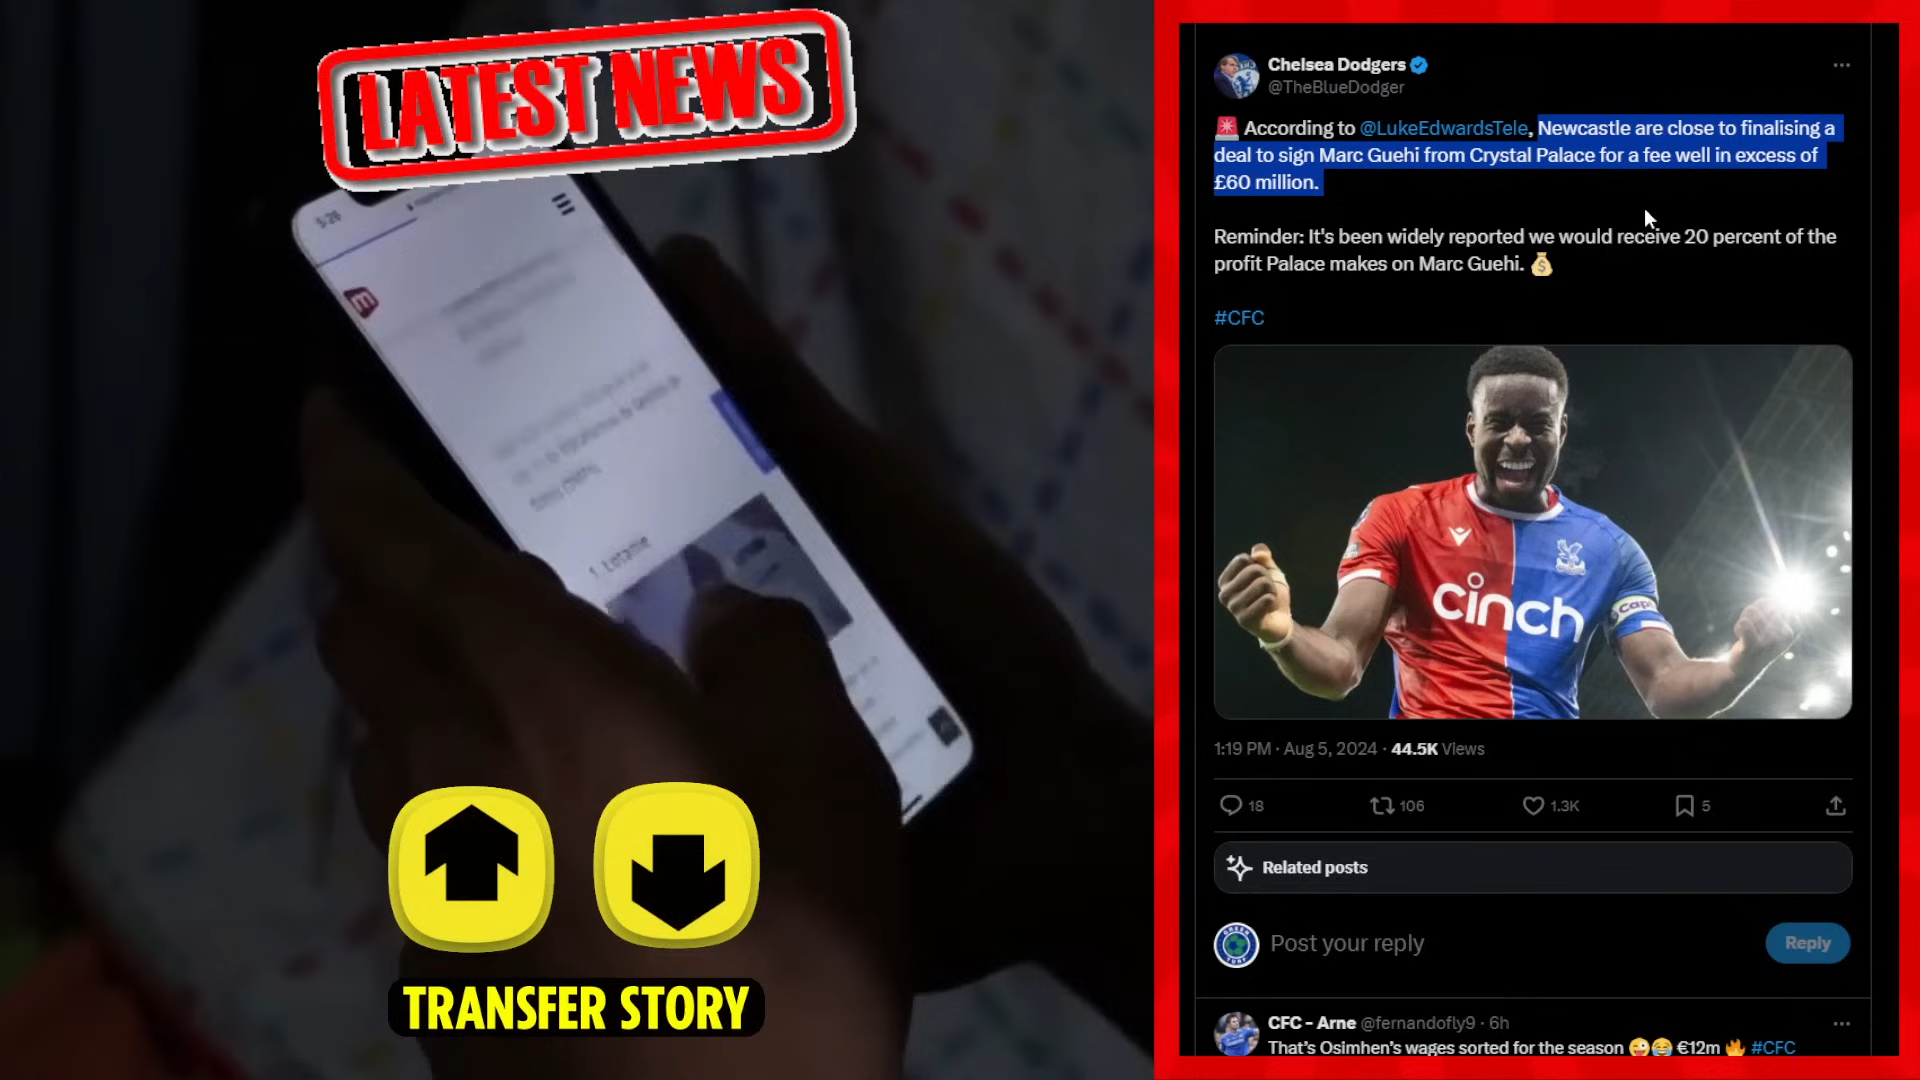 LATEST NEWS
5:26
1 Lotame
TRANSFER STORY
Chelsea Dodgers
@TheBlueDodger
🚨 According to @LukeEdwardsTele, Newcastle are close to finalising a
deal to sign Marc Guehi from Crystal Palace for a fee well in excess of
£60 million.
Reminder: It's been widely reported we would receive 20 percent of the
profit Palace makes on Marc Guehi. 💰
#CFC
cinch
1:19 PM · Aug 5, 2024 · 44.5K Views
18
106
1.3K
5
Related posts
Post your reply
Reply
CFC - Arne @fernandofly9 · 6h
That's Osimhen's wages sorted for the season 😜😂 €12m 🔥 #CFC